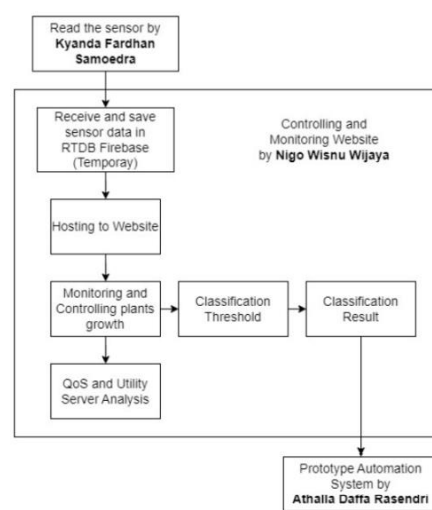 Read the sensor by
Kyanda Fardhan
Samoedra
Receive and save
sensor data in
RTDB Firebase
(Temporay)
Controlling and
Monitoring Website
by Nigo Wisnu Wijaya
Hosting to Website
Monitoring and
Controlling plants
growth
Classification
Threshold
Classification
Result
QoS and Utility
Server Analysis
Prototype Automation
System by
Athalla Daffa Rasendri